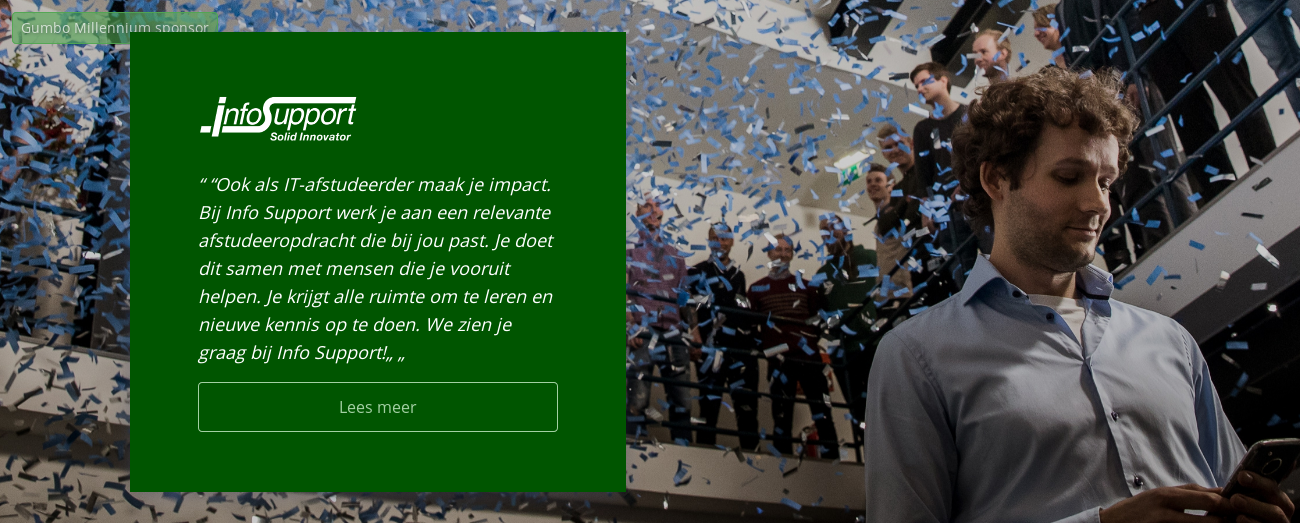 Gumbo Millennium sponsor
infoSupport
Solid Innovator
“ “Ook als IT-afstudeerder maak je impact.
Bij Info Support werk je aan een relevante
afstudeeropdracht die bij jou past. Je doet
dit samen met mensen die je vooruit
helpen. Je krijgt alle ruimte om te leren en
nieuwe kennis op te doen. We zien je
graag bij Info Support!„ „
Lees meer